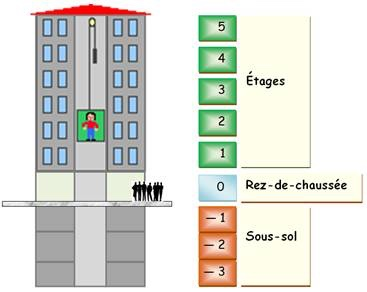 5
4
Étages
3
2
1
0 Rez-de-chaussée
– 1
Sous-sol
– 2
– 3